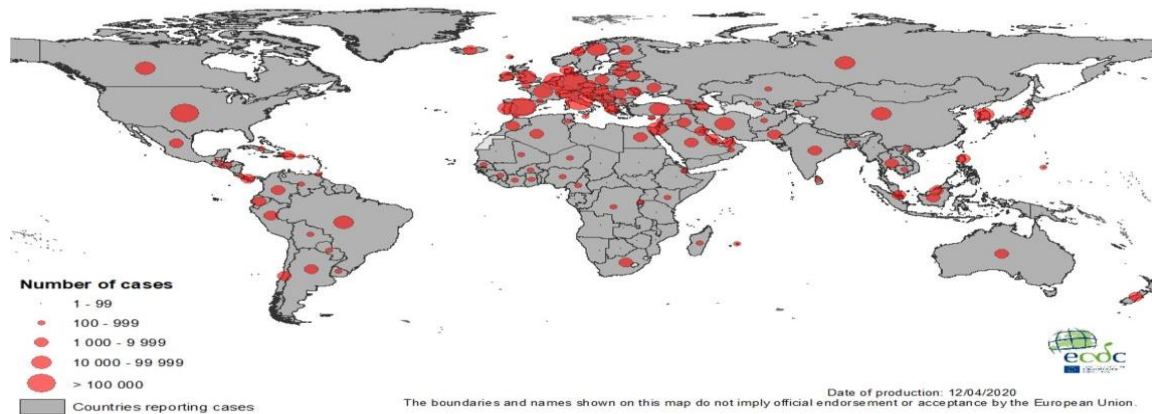 Number of cases
1 - 99
100 - 999
1 000 - 9 999
10 000 - 99 999
> 100 000
Countries reporting cases
ecdc
Date of production: 12/04/2020
The boundaries and names shown on this map do not imply official endorsement or acceptance by the European Union.